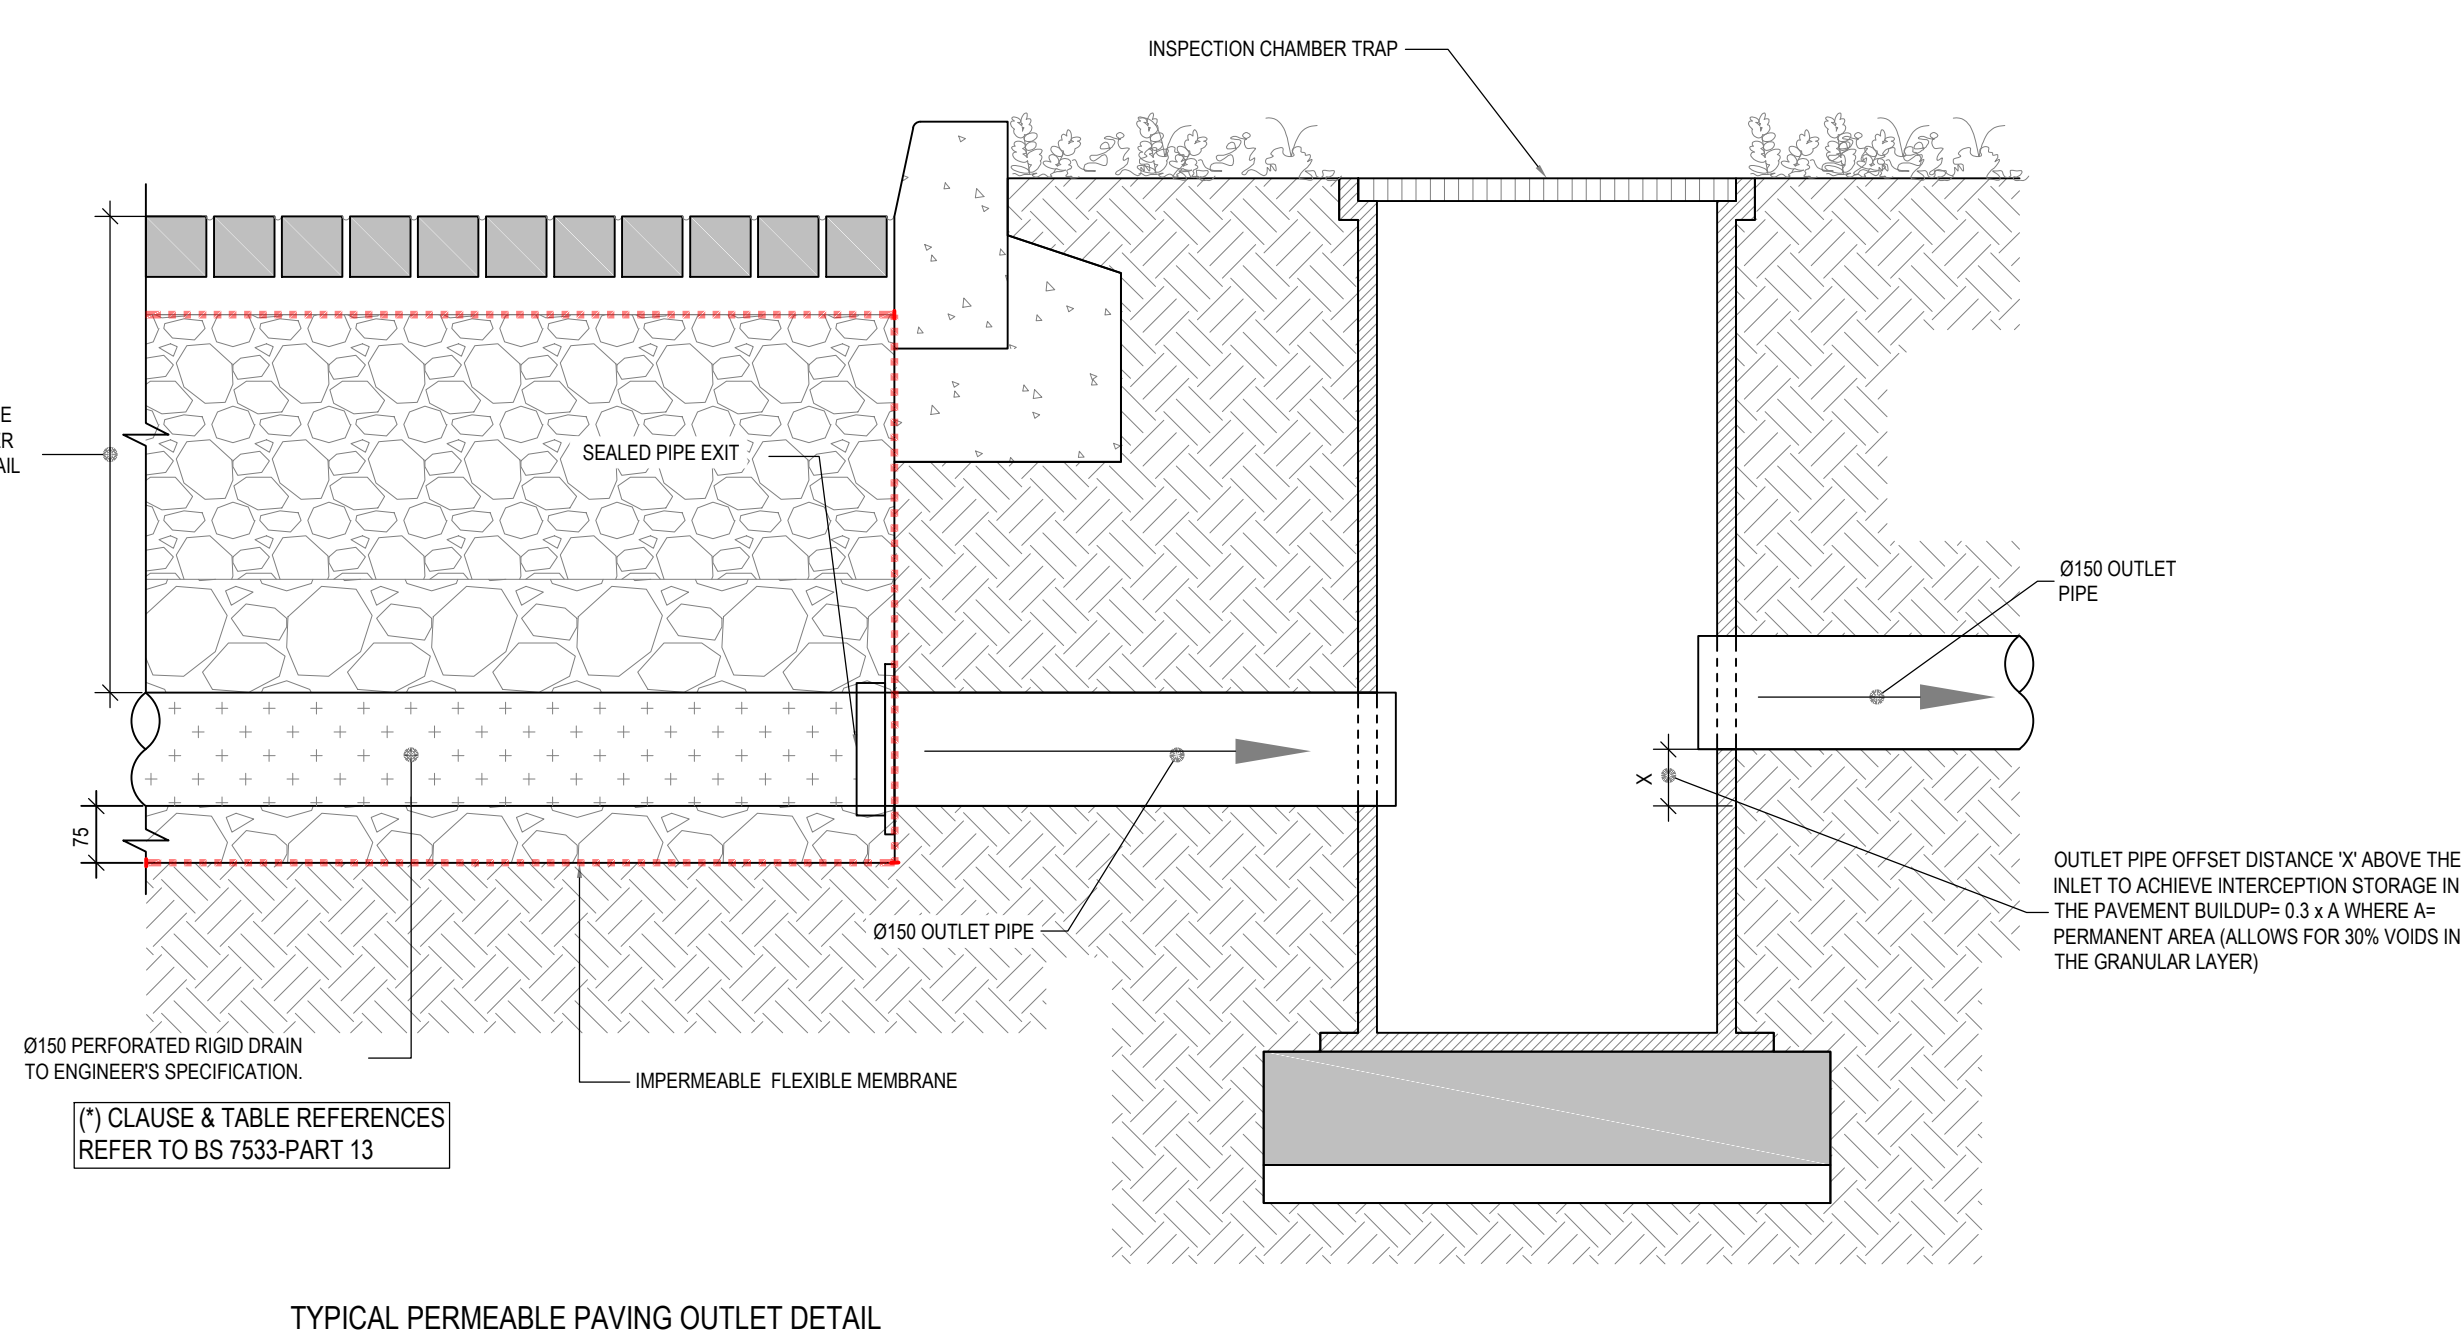 INSPECTION CHAMBER TRAP
SEALED PIPE EXIT
Ø150 OUTLET
PIPE
X
75
OUTLET PIPE OFFSET DISTANCE 'X' ABOVE THE
INLET TO ACHIEVE INTERCEPTION STORAGE IN
THE PAVEMENT BUILDUP= 0.3 x A WHERE A=
PERMANENT AREA (ALLOWS FOR 30% VOIDS IN
THE GRANULAR LAYER)
Ø150 OUTLET PIPE
Ø150 PERFORATED RIGID DRAIN
TO ENGINEER'S SPECIFICATION.
IMPERMEABLE FLEXIBLE MEMBRANE
(*) CLAUSE & TABLE REFERENCES
REFER TO BS 7533-PART 13
TYPICAL PERMEABLE PAVING OUTLET DETAIL